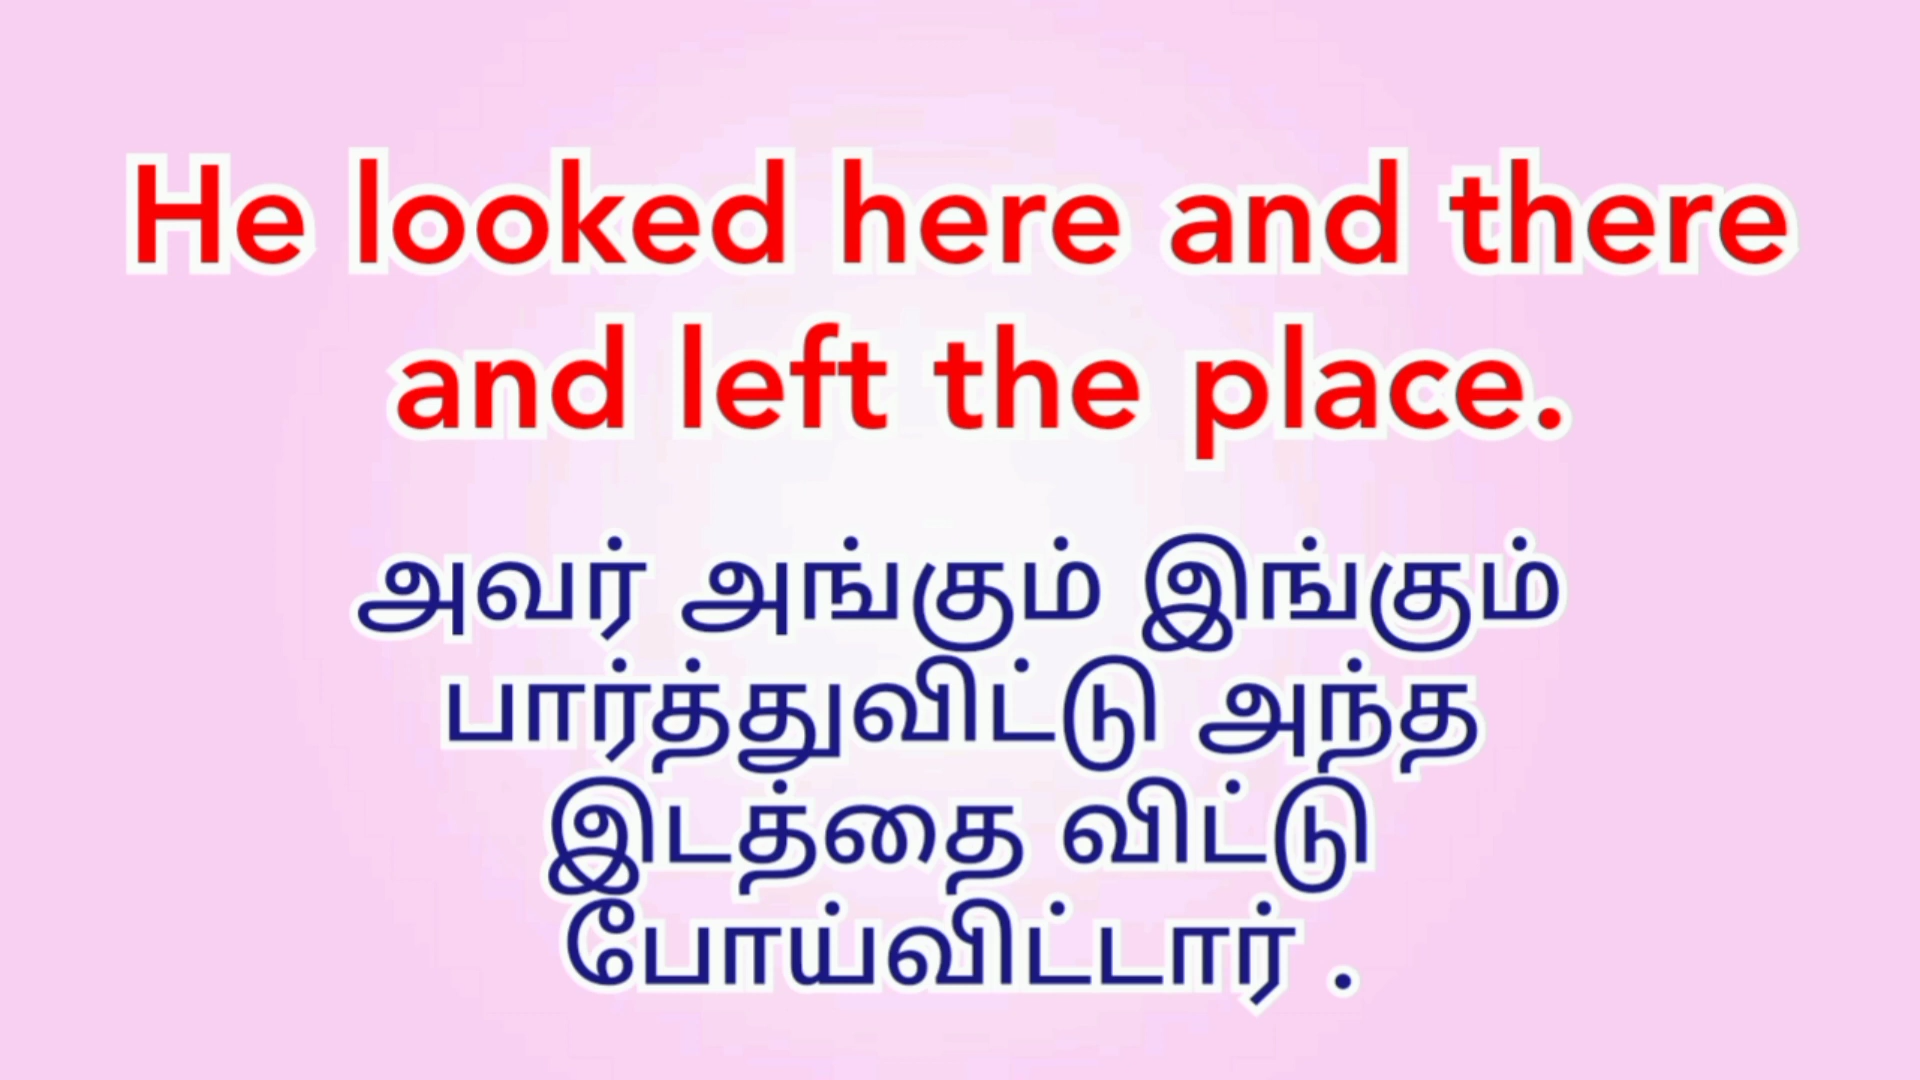 He looked here and there
and left the place.
அவர் அங்கும் இங்கும்
பார்த்துவிட்டு அந்த
இடத்தை விட்டு
போய்விட்டார் .